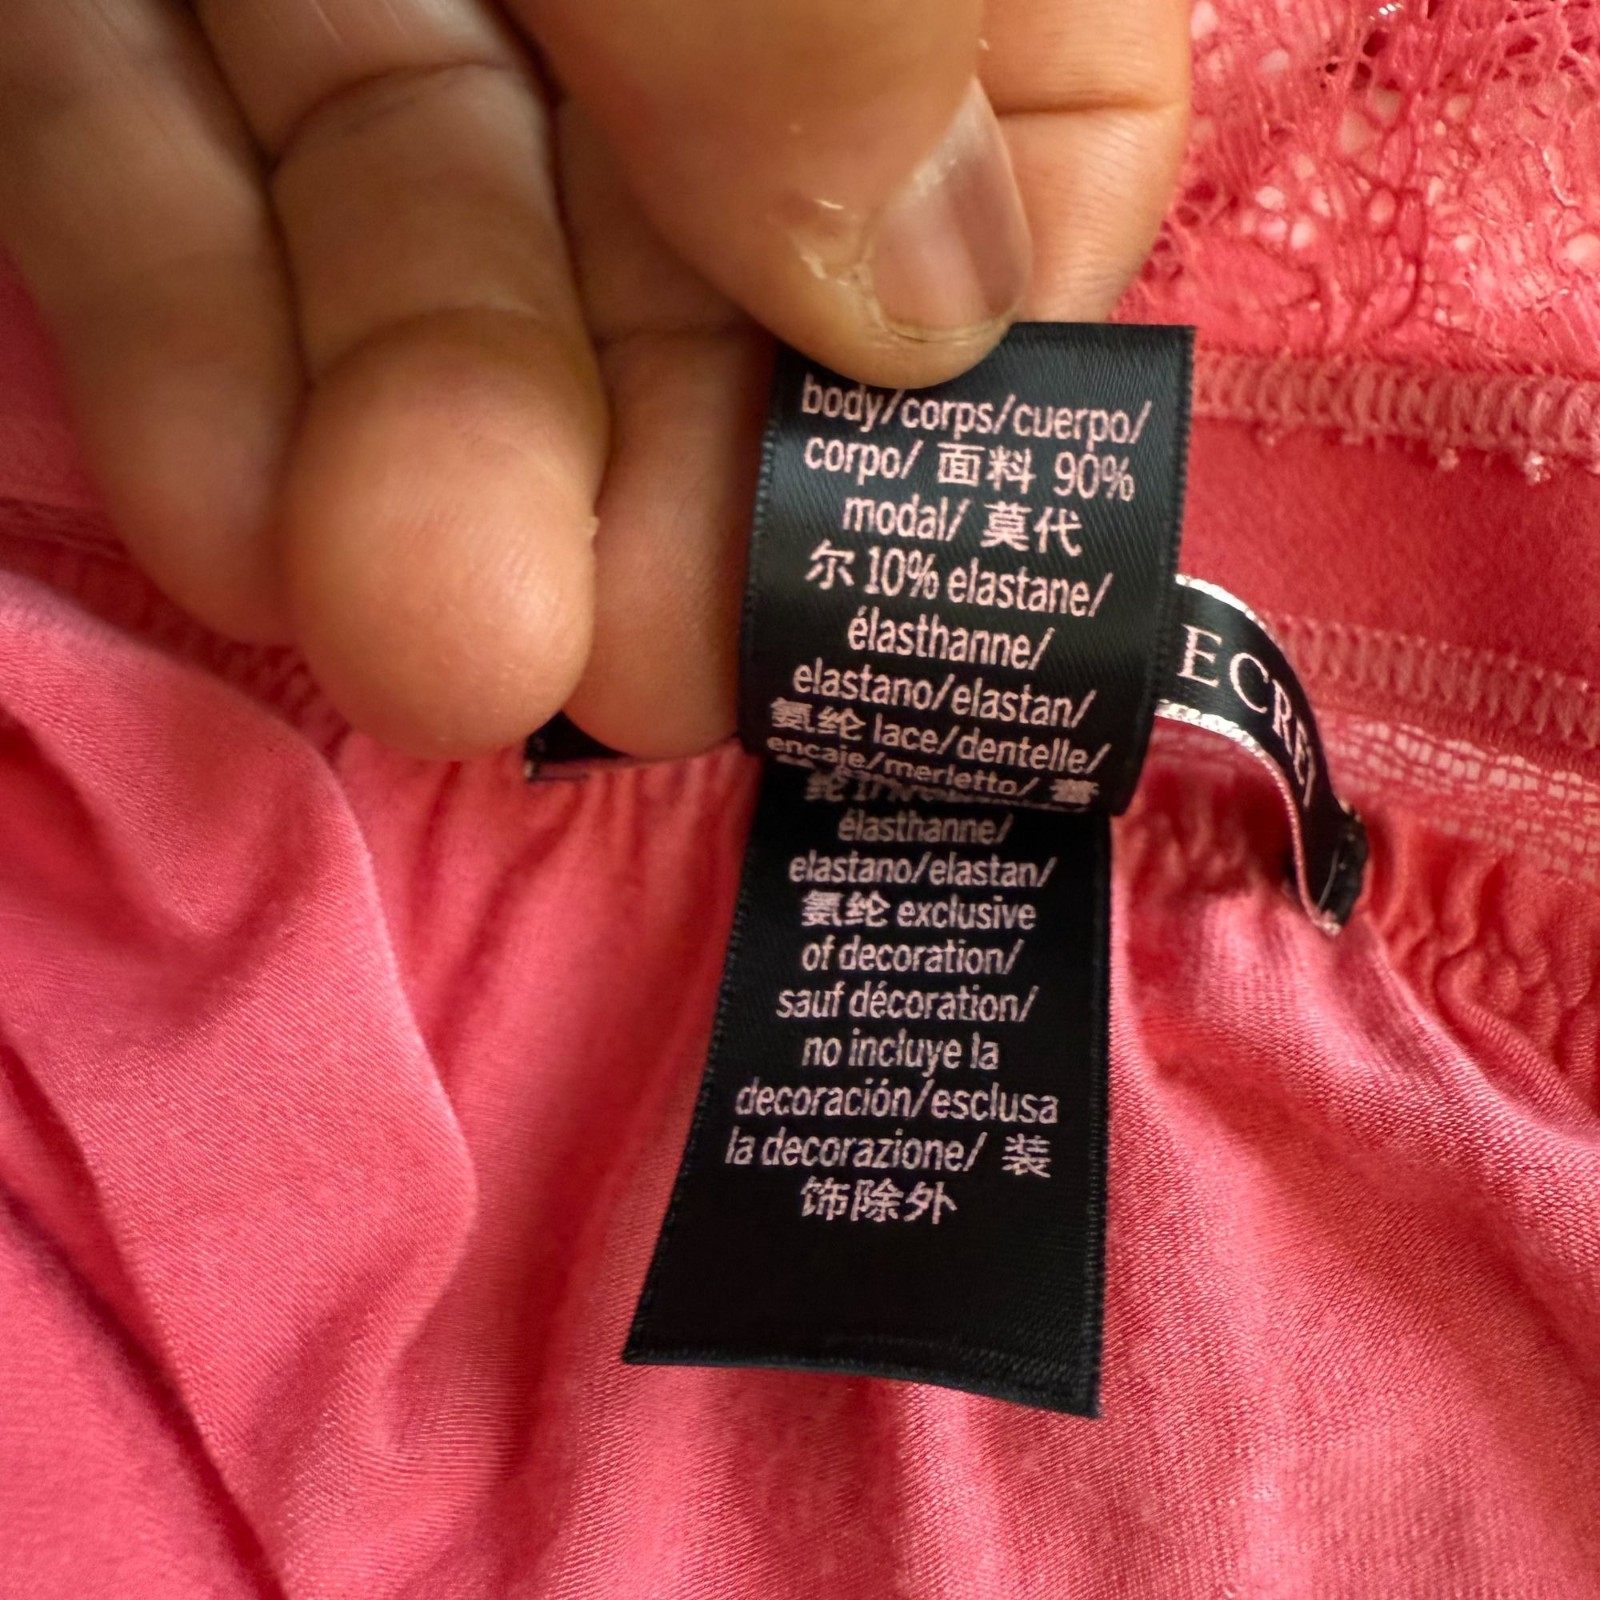 body/corps/cuerpo/
corpo/ 面料 90%
modal/ 莫代
尔 10% elastane/
élasthanne/
elastano/elastan/
氨纶 lace/dentelle/
encaje/merletto/ 蕾
élasthanne/
elastano/elastan/
氨纶 exclusive
of decoration/
sauf décoration/
no incluye la
decoración/esclusa
la decorazione/ 装
饰除外
ECRET